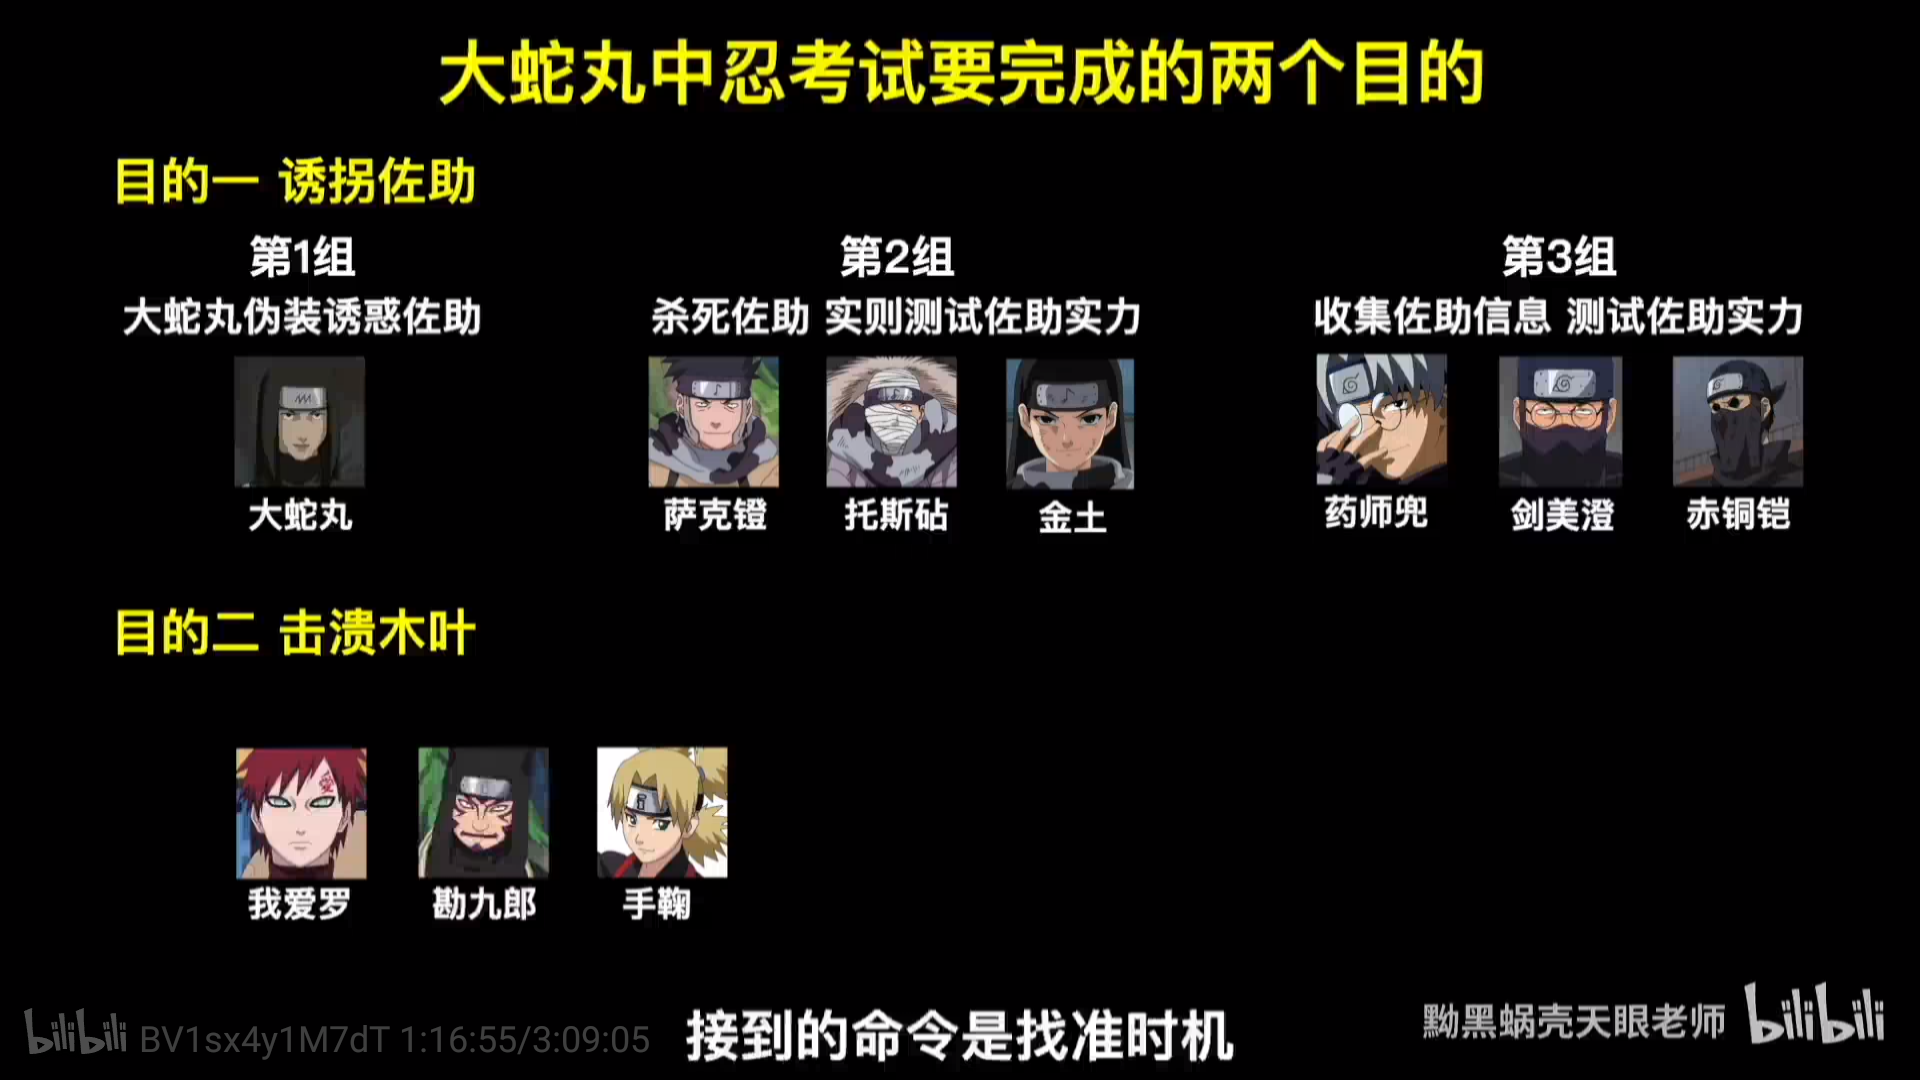 大蛇丸中忍考试要完成的两个目的
目的一 诱拐佐助
第1组
大蛇丸伪装诱惑佐助
大蛇丸
第2组
杀死佐助 实则测试佐助实力
萨克镫 托斯砧 金土
第3组
收集佐助信息 测试佐助实力
药师兜 剑美澄 赤铜铠
目的二 击溃木叶
我爱罗 勘九郎 手鞠
接到的命令是找准时机
bilibili BV1sx4y1M7dT 1:16:55/3:09:05
黝黑蜗壳天眼老师 bilibili